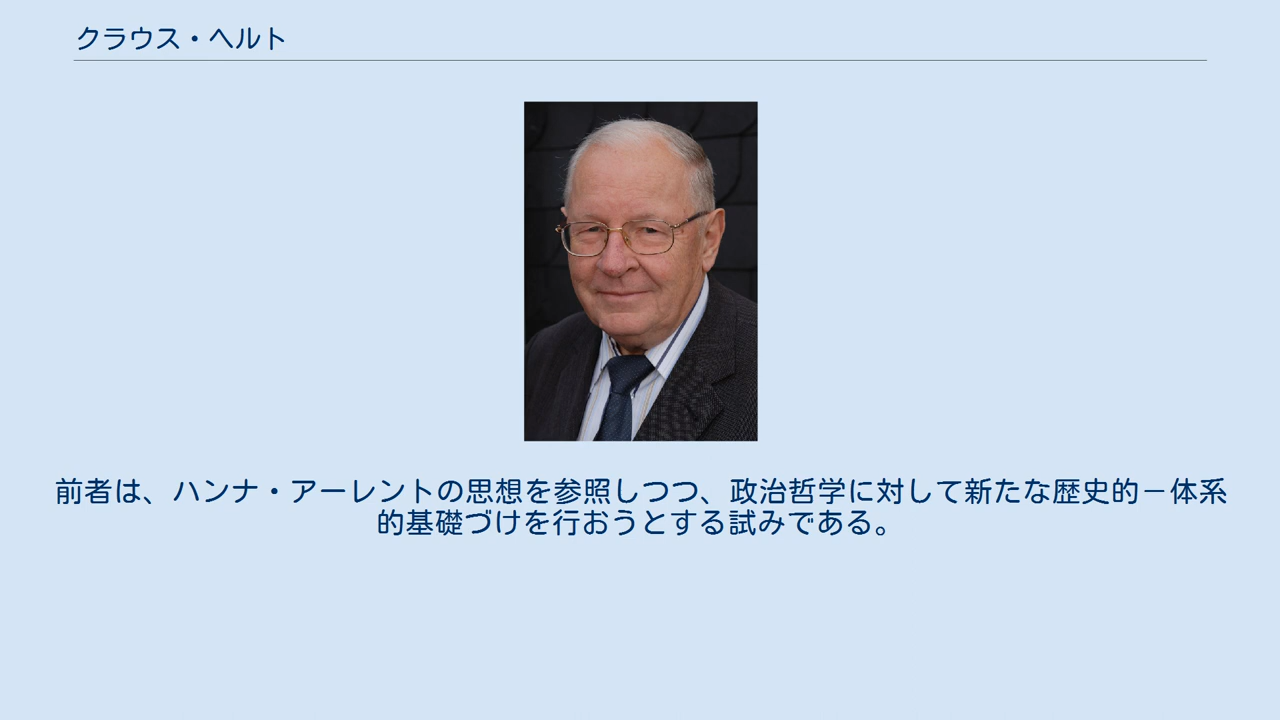 クラウス・ヘルト
前者は、ハンナ・アーレントの思想を参照しつつ、政治哲学に対して新たな歴史的－体系
的基礎づけを行おうとする試みである。